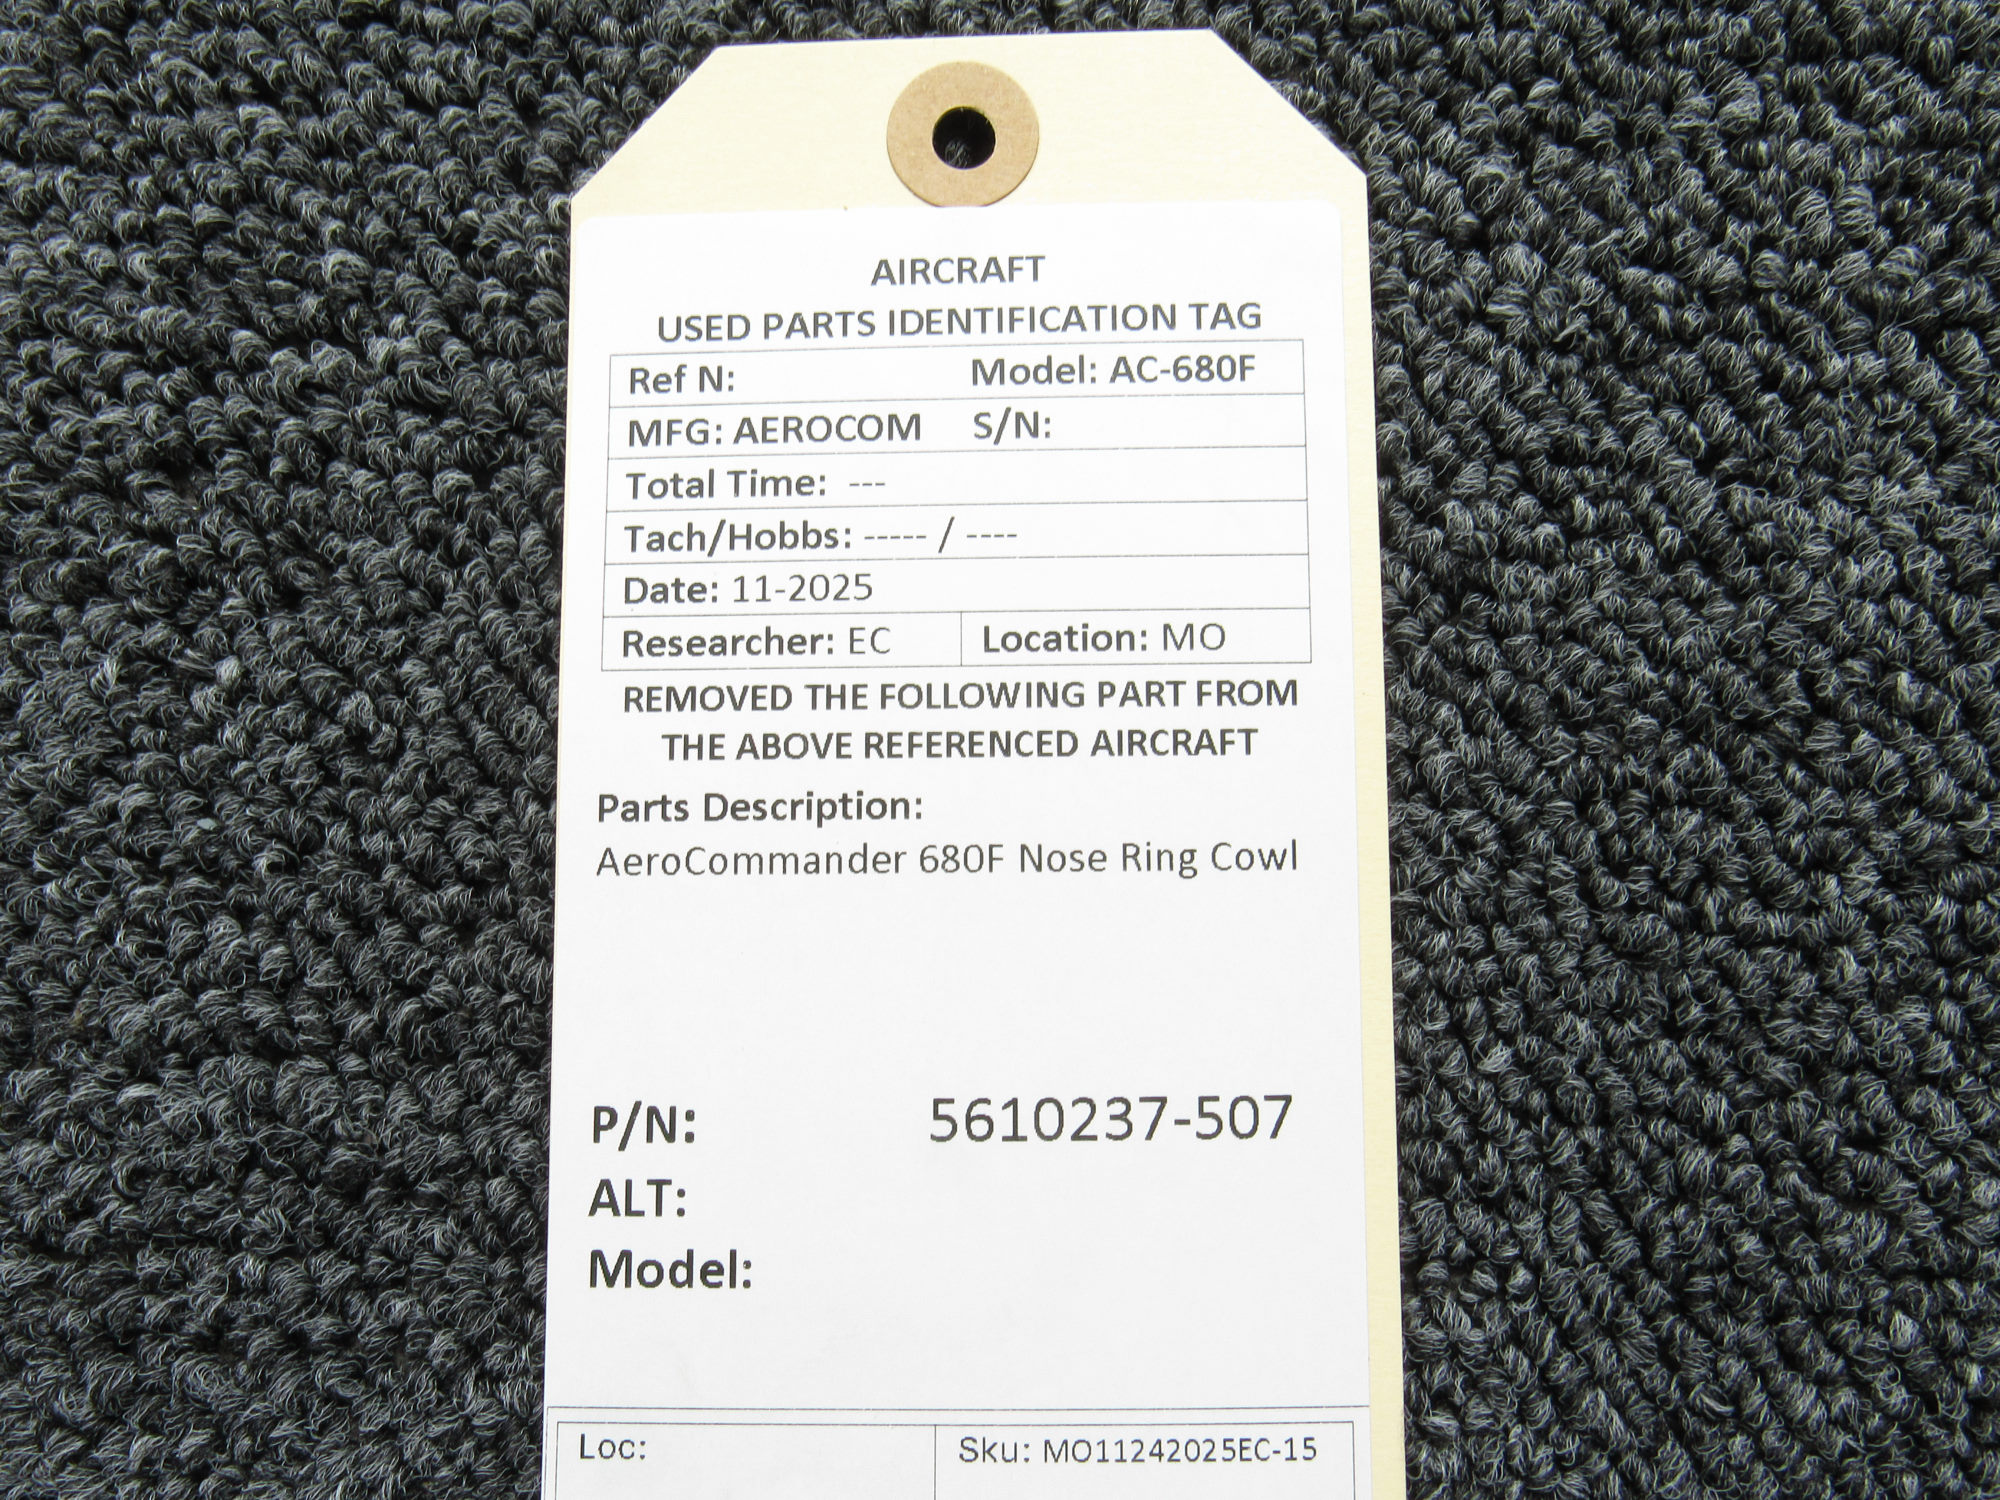 AIRCRAFT
USED PARTS IDENTIFICATION TAG
Ref N: Model: AC-680F
MFG: AEROCOM S/N:
Total Time: ---
Tach/Hobbs: ----- / ----
Date: 11-2025
Researcher: EC Location: MO
REMOVED THE FOLLOWING PART FROM
THE ABOVE REFERENCED AIRCRAFT
Parts Description:
AeroCommander 680F Nose Ring Cowl
P/N: 5610237-507
ALT:
Model:
Loc: Sku: MO11242025EC-15